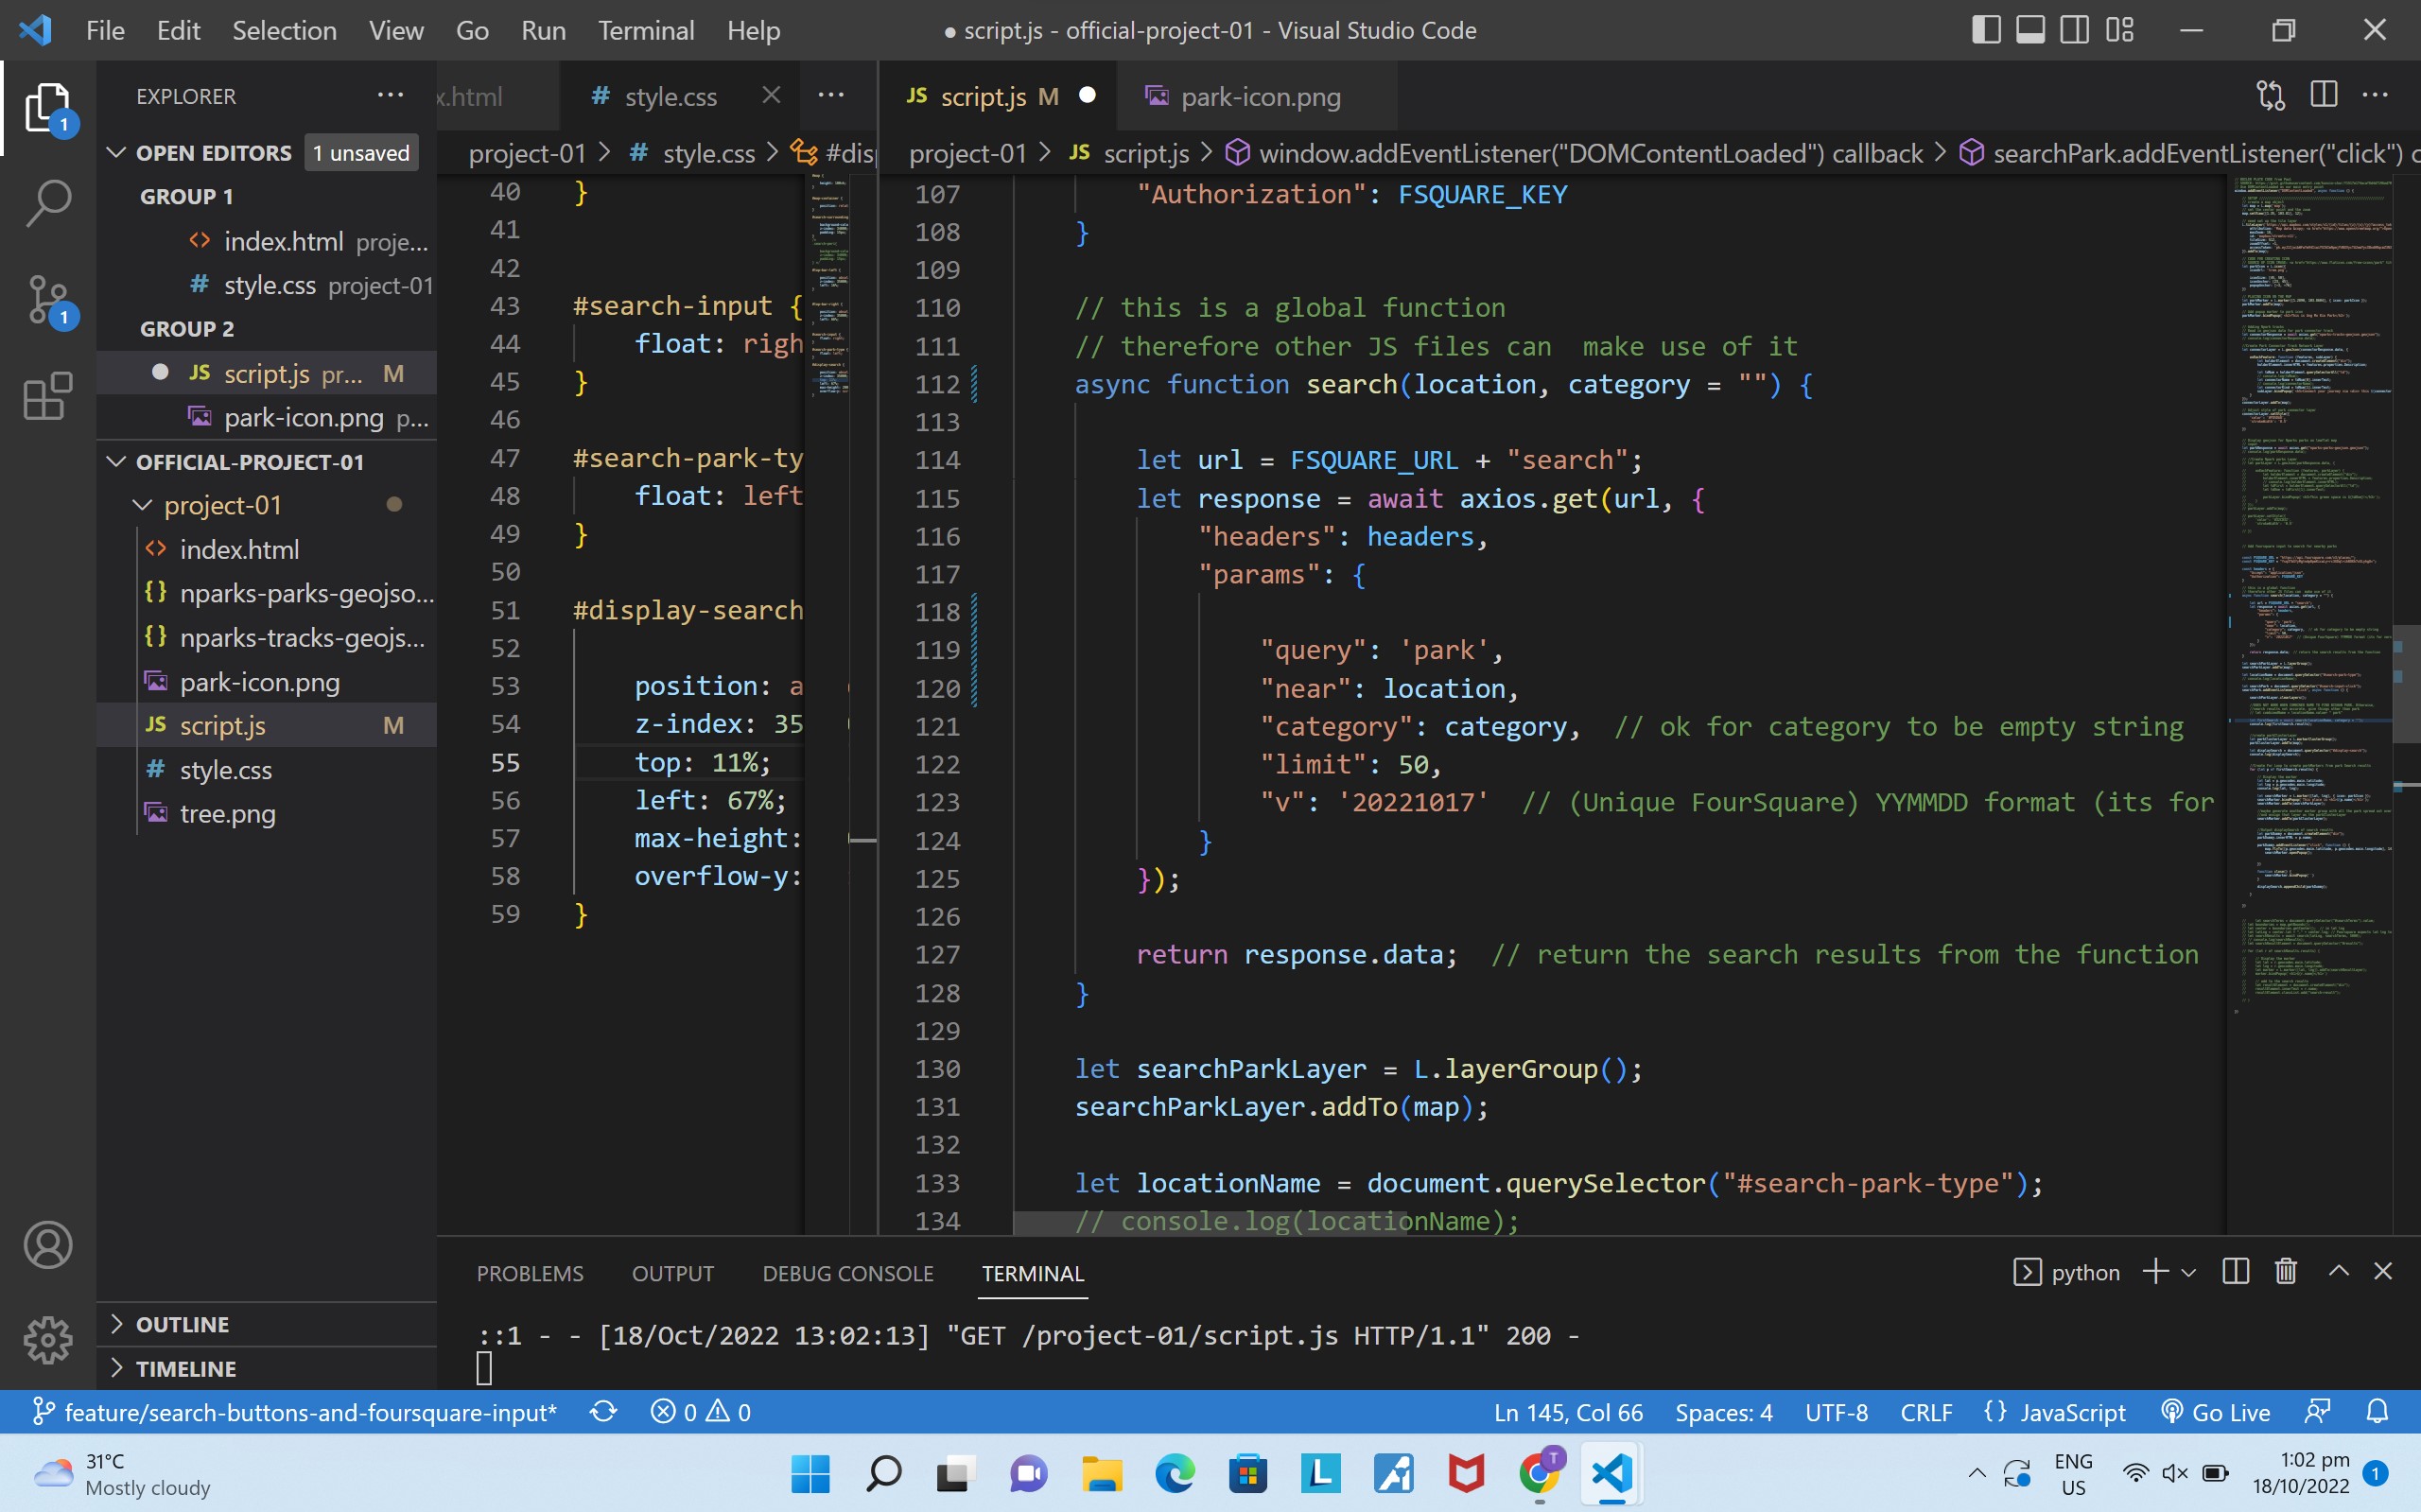 File Edit Selection View Go Run Terminal Help
● script.js - official-project-01 - Visual Studio Code
EXPLORER
OPEN EDITORS 1 unsaved
GROUP 1
index.html proje...
style.css project-01
GROUP 2
script.js pr... M
park-icon.png p...
OFFICIAL-PROJECT-01
project-01
index.html
nparks-parks-geojso...
nparks-tracks-geojs...
park-icon.png
script.js M
style.css
tree.png
OUTLINE
TIMELINE
x.html # style.css
project-01 > # style.css > #disp
40 }
41
42
43 #search-input {
44 float: righ
45 }
46
47 #search-park-ty
48 float: left
49 }
50
51 #display-search
52
53 position: a
54 z-index: 35
55 top: 11%;
56 left: 67%;
57 max-height:
58 overflow-y:
59 }
JS script.js M ● park-icon.png
project-01 > JS script.js > window.addEventListener("DOMContentLoaded") callback > searchPark.addEventListener("click") c
107 "Authorization": FSQUARE_KEY
108 }
109
110 // this is a global function
111 // therefore other JS files can  make use of it
112 async function search(location, category = "") {
113
114 let url = FSQUARE_URL + "search";
115 let response = await axios.get(url, {
116 "headers": headers,
117 "params": {
118
119 "query": 'park',
120 "near": location,
121 "category": category,  // ok for category to be empty string
122 "limit": 50,
123 "v": '20221017'  // (Unique FourSquare) YYMMDD format (its for
124 }
125 });
126
127 return response.data;  // return the search results from the function
128 }
129
130 let searchParkLayer = L.layerGroup();
131 searchParkLayer.addTo(map);
132
133 let locationName = document.querySelector("#search-park-type");
134 // console.log(locationName);
PROBLEMS OUTPUT DEBUG CONSOLE TERMINAL
python
::1 - - [18/Oct/2022 13:02:13] "GET /project-01/script.js HTTP/1.1" 200 -
feature/search-buttons-and-foursquare-input* 0 0
Ln 145, Col 66 Spaces: 4 UTF-8 CRLF {} JavaScript Go Live
31°C
Mostly cloudy
ENG
US
1:02 pm
18/10/2022
1